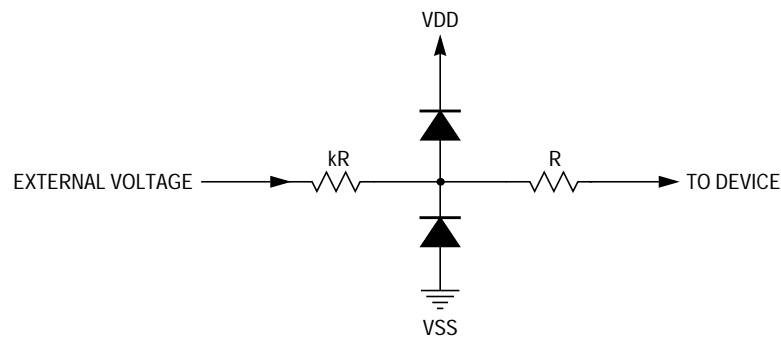 VDD
kR
R
EXTERNAL VOLTAGE
TO DEVICE
VSS